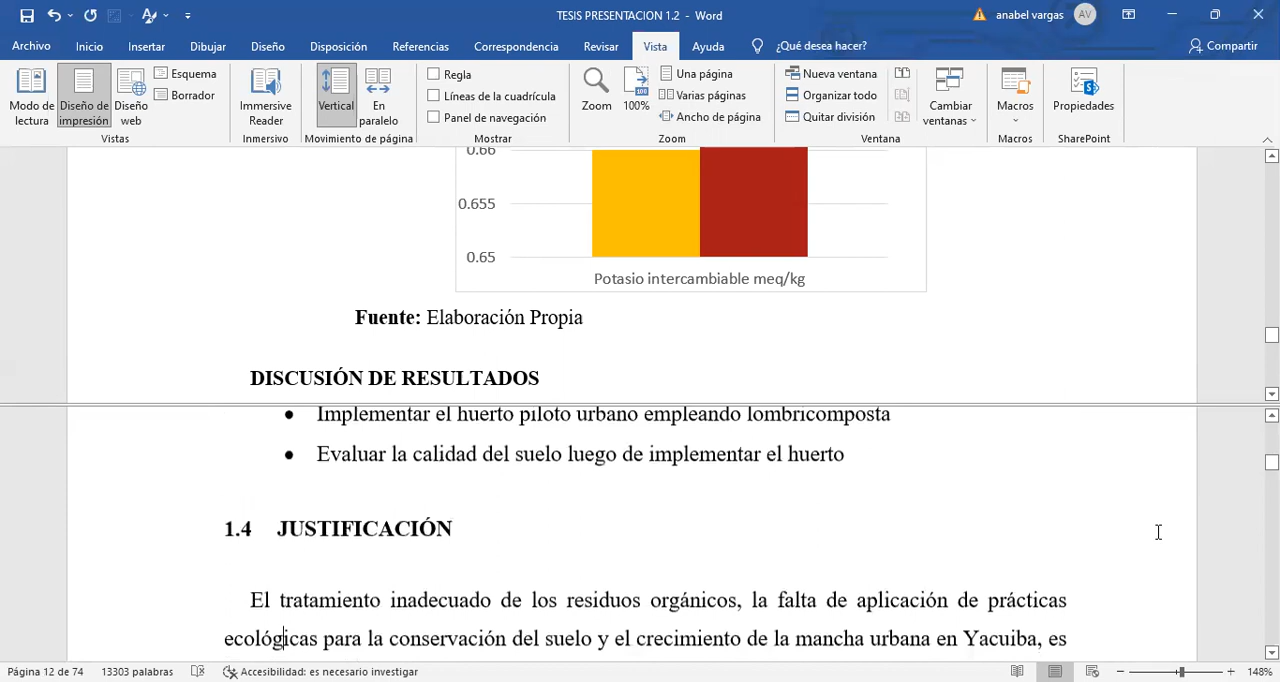 TESIS PRESENTACION 1.2 - Word
anabel vargas
AV
Archivo Inicio Insertar Dibujar Diseño Disposición Referencias Correspondencia Revisar Vista Ayuda ¿Qué desea hacer? Compartir
Modo de lectura
Diseño de impresión
Diseño web
Esquema
Borrador
Vistas
Immersive Reader
Inmersivo
Vertical
En paralelo
Movimiento de página
Regla
Líneas de la cuadrícula
Panel de navegación
Mostrar
Zoom
100%
Una página
Varias páginas
Ancho de página
Zoom
Nueva ventana
Organizar todo
Quitar división
Cambiar ventanas
Ventana
Macros
Macros
Propiedades
SharePoint
0.66
0.655
0.65
Potasio intercambiable meq/kg
Fuente: Elaboración Propia
DISCUSIÓN DE RESULTADOS
• Implementar el huerto piloto urbano empleando lombricomposta
• Evaluar la calidad del suelo luego de implementar el huerto
1.4 JUSTIFICACIÓN
El tratamiento inadecuado de los residuos orgánicos, la falta de aplicación de prácticas
ecológicas para la conservación del suelo y el crecimiento de la mancha urbana en Yacuiba, es
Página 12 de 74 13303 palabras Accesibilidad: es necesario investigar 148%